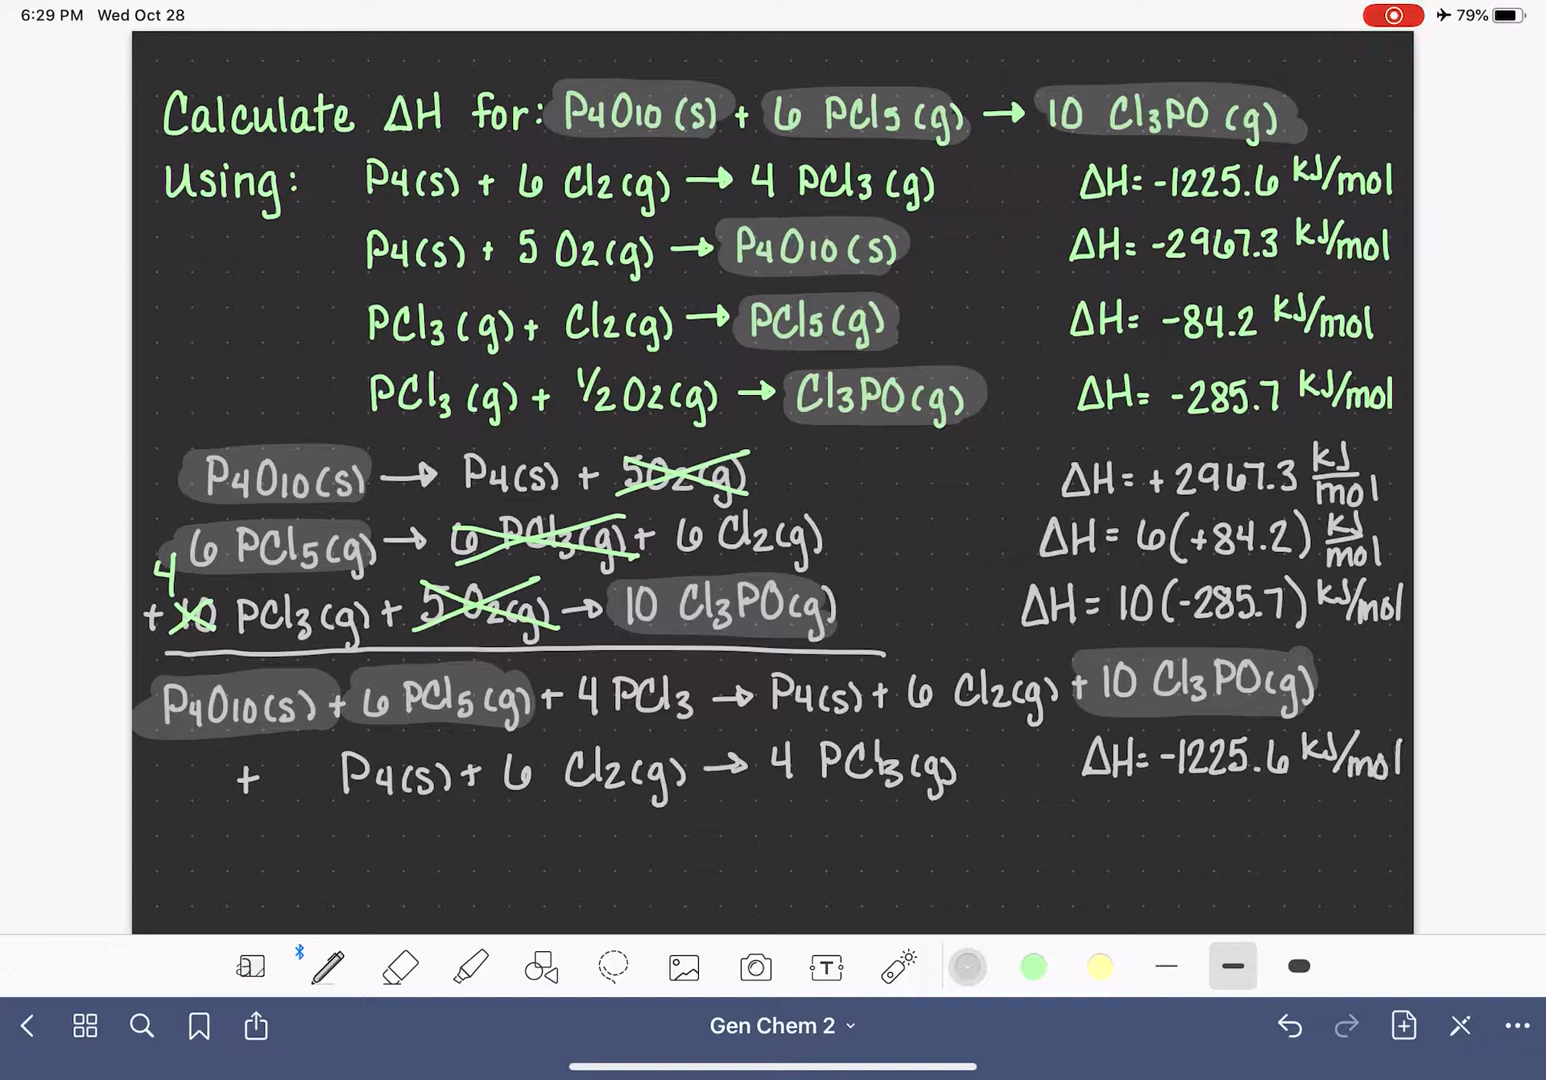 6:29 PM Wed Oct 28 79%
Calculate ΔH for: P4O10(s) + 6 PCl5(g) → 10 Cl3PO(g)
Using: P4(s) + 6 Cl2(g) → 4 PCl3(g) ΔH= -1225.6 kJ/mol
P4(s) + 5 O2(g) → P4O10(s) ΔH= -2967.3 kJ/mol
PCl3(g) + Cl2(g) → PCl5(g) ΔH= -84.2 kJ/mol
PCl3(g) + 1/2 O2(g) → Cl3PO(g) ΔH= -285.7 kJ/mol
P4O10(s) → P4(s) + 5O2(g) ΔH= +2967.3 kJ/mol
6 PCl5(g) → 6 PCl3(g) + 6 Cl2(g) ΔH= 6(+84.2) kJ/mol
4
+ 10 PCl3(g) + 5 O2(g) → 10 Cl3PO(g) ΔH= 10(-285.7) kJ/mol
P4O10(s) + 6 PCl5(g) + 4 PCl3 → P4(s) + 6 Cl2(g) + 10 Cl3PO(g)
+ P4(s) + 6 Cl2(g) → 4 PCl3(g) ΔH= -1225.6 kJ/mol
Gen Chem 2